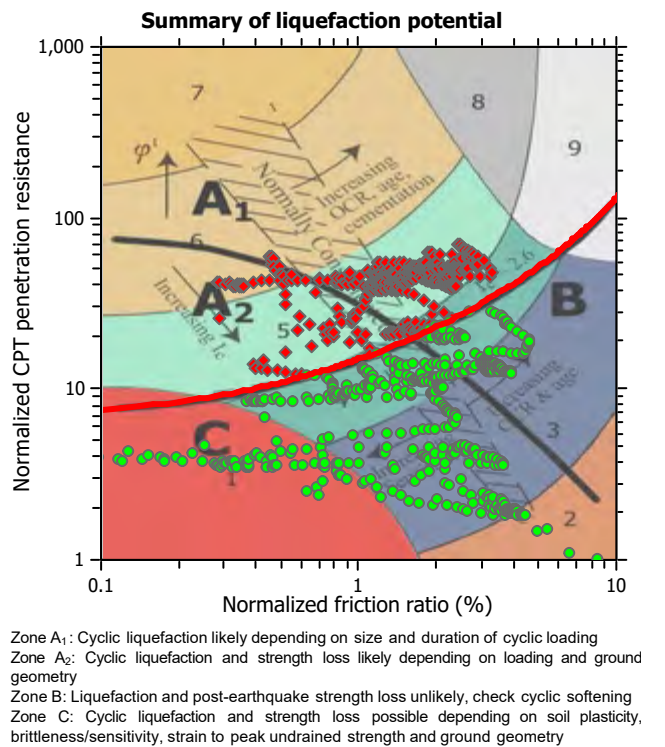 Summary of liquefaction potential
1,000
100
10
1
Normalized CPT penetration resistance
7
8
9
φ'
A1
Increasing
OCR, age,
cementation
Normally Con
6
A2
Increasing Ic
2.6
B
5
Increasing
OCR & age
C
1
3
2
0.1
1
10
Normalized friction ratio (%)
Zone A1: Cyclic liquefaction likely depending on size and duration of cyclic loading
Zone A2: Cyclic liquefaction and strength loss likely depending on loading and ground
geometry
Zone B: Liquefaction and post-earthquake strength loss unlikely, check cyclic softening
Zone C: Cyclic liquefaction and strength loss possible depending on soil plasticity,
brittleness/sensitivity, strain to peak undrained strength and ground geometry